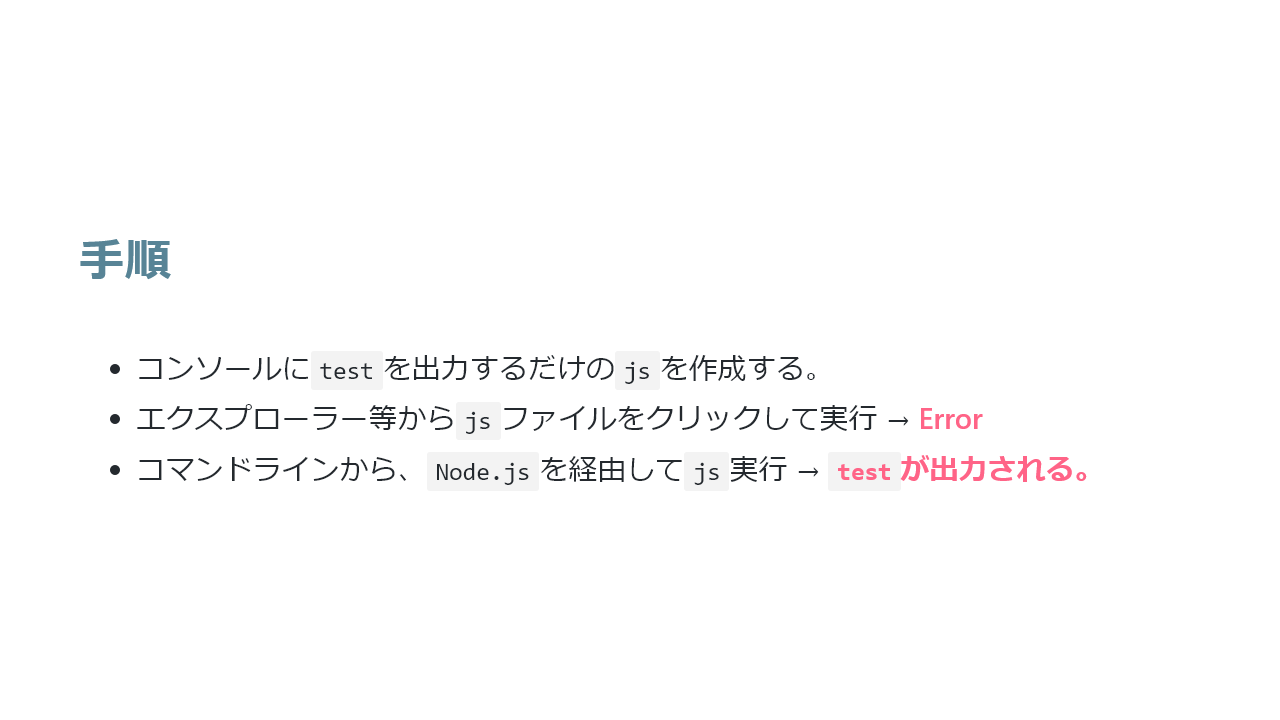 手順
コンソールにtestを出力するだけのjsを作成する。
エクスプローラー等からjsファイルをクリックして実行 → Error
コマンドラインから、Node.jsを経由してjs実行 → testが出力される。